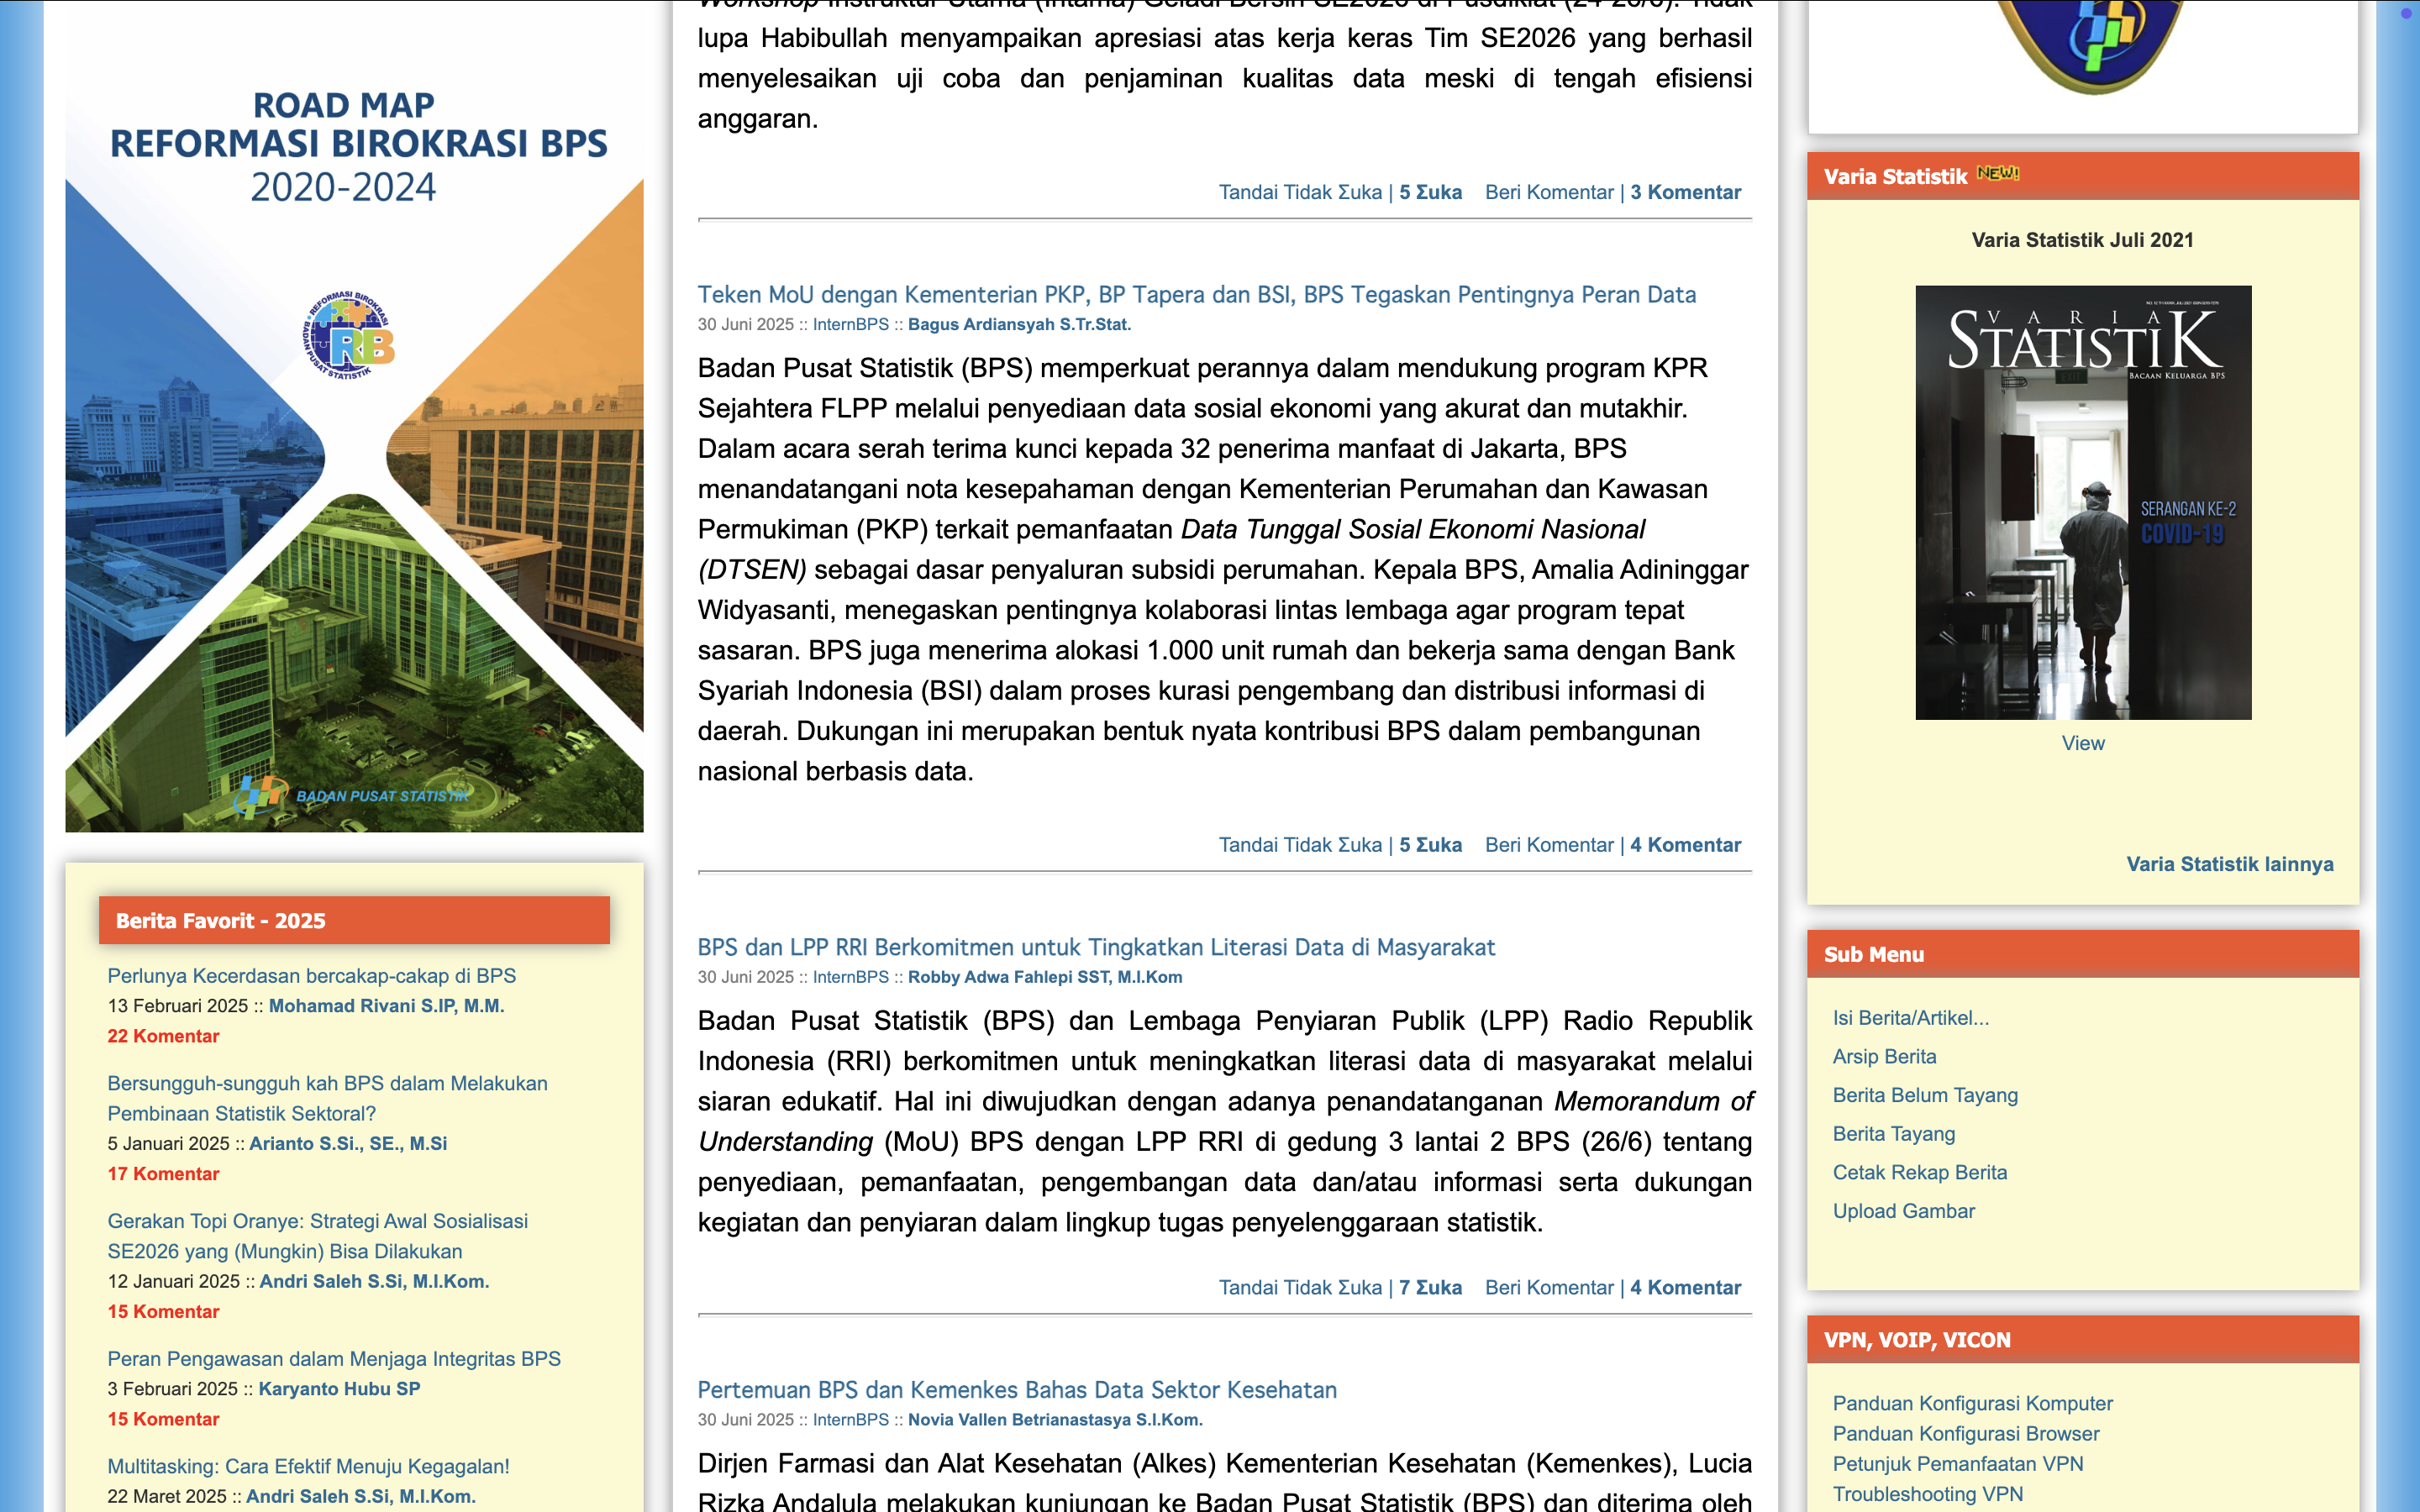 ROAD MAP
REFORMASI BIROKRASI BPS
2020-2024
REFORMASI BIROKRASI
RB
BADAN PUSAT STATISTIK
BADAN PUSAT STATISTIK
Berita Favorit - 2025
Perlunya Kecerdasan bercakap-cakap di BPS
13 Februari 2025 :: Mohamad Rivani S.IP, M.M.
22 Komentar
Bersungguh-sungguh kah BPS dalam Melakukan
Pembinaan Statistik Sektoral?
5 Januari 2025 :: Arianto S.Si., SE., M.Si
17 Komentar
Gerakan Topi Oranye: Strategi Awal Sosialisasi
SE2026 yang (Mungkin) Bisa Dilakukan
12 Januari 2025 :: Andri Saleh S.Si, M.I.Kom.
15 Komentar
Peran Pengawasan dalam Menjaga Integritas BPS
3 Februari 2025 :: Karyanto Hubu SP
15 Komentar
Multitasking: Cara Efektif Menuju Kegagalan!
22 Maret 2025 :: Andri Saleh S.Si, M.I.Kom.
Workshop Instruktur Utama (Intama) Geladi Bersih SE2026 di Pusdiklat (24-26/6). Tidak
lupa Habibullah menyampaikan apresiasi atas kerja keras Tim SE2026 yang berhasil
menyelesaikan uji coba dan penjaminan kualitas data meski di tengah efisiensi
anggaran.
Tandai Tidak Σuka | 5 Σuka Beri Komentar | 3 Komentar
Teken MoU dengan Kementerian PKP, BP Tapera dan BSI, BPS Tegaskan Pentingnya Peran Data
30 Juni 2025 :: InternBPS :: Bagus Ardiansyah S.Tr.Stat.
Badan Pusat Statistik (BPS) memperkuat perannya dalam mendukung program KPR
Sejahtera FLPP melalui penyediaan data sosial ekonomi yang akurat dan mutakhir.
Dalam acara serah terima kunci kepada 32 penerima manfaat di Jakarta, BPS
menandatangani nota kesepahaman dengan Kementerian Perumahan dan Kawasan
Permukiman (PKP) terkait pemanfaatan Data Tunggal Sosial Ekonomi Nasional
(DTSEN) sebagai dasar penyaluran subsidi perumahan. Kepala BPS, Amalia Adininggar
Widyasanti, menegaskan pentingnya kolaborasi lintas lembaga agar program tepat
sasaran. BPS juga menerima alokasi 1.000 unit rumah dan bekerja sama dengan Bank
Syariah Indonesia (BSI) dalam proses kurasi pengembang dan distribusi informasi di
daerah. Dukungan ini merupakan bentuk nyata kontribusi BPS dalam pembangunan
nasional berbasis data.
Tandai Tidak Σuka | 5 Σuka Beri Komentar | 4 Komentar
BPS dan LPP RRI Berkomitmen untuk Tingkatkan Literasi Data di Masyarakat
30 Juni 2025 :: InternBPS :: Robby Adwa Fahlepi SST, M.I.Kom
Badan Pusat Statistik (BPS) dan Lembaga Penyiaran Publik (LPP) Radio Republik
Indonesia (RRI) berkomitmen untuk meningkatkan literasi data di masyarakat melalui
siaran edukatif. Hal ini diwujudkan dengan adanya penandatanganan Memorandum of
Understanding (MoU) BPS dengan LPP RRI di gedung 3 lantai 2 BPS (26/6) tentang
penyediaan, pemanfaatan, pengembangan data dan/atau informasi serta dukungan
kegiatan dan penyiaran dalam lingkup tugas penyelenggaraan statistik.
Tandai Tidak Σuka | 7 Σuka Beri Komentar | 4 Komentar
Pertemuan BPS dan Kemenkes Bahas Data Sektor Kesehatan
30 Juni 2025 :: InternBPS :: Novia Vallen Betrianastasya S.I.Kom.
Dirjen Farmasi dan Alat Kesehatan (Alkes) Kementerian Kesehatan (Kemenkes), Lucia
Rizka Andalula melakukan kunjungan ke Badan Pusat Statistik (BPS) dan diterima oleh
Varia Statistik NEW!
Varia Statistik Juli 2021
VARIA
STATISTIK
BACAAN KELUARGA BPS
SERANGAN KE-2
COVID-19
View
Varia Statistik lainnya
Sub Menu
Isi Berita/Artikel...
Arsip Berita
Berita Belum Tayang
Berita Tayang
Cetak Rekap Berita
Upload Gambar
VPN, VOIP, VICON
Panduan Konfigurasi Komputer
Panduan Konfigurasi Browser
Petunjuk Pemanfaatan VPN
Troubleshooting VPN